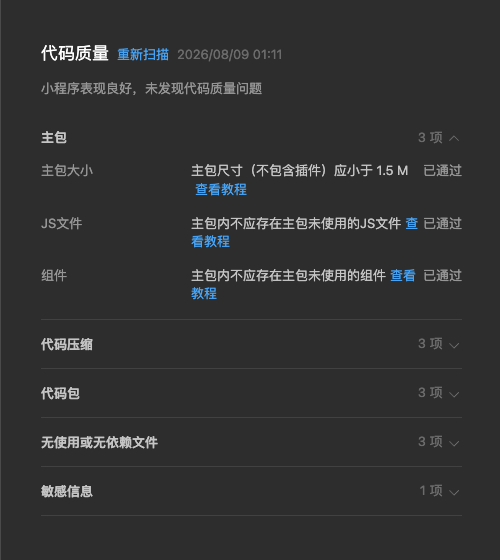 代码质量 重新扫描 2026/08/09 01:11
小程序表现良好，未发现代码质量问题
主包 3 项
主包大小 主包尺寸（不包含插件）应小于 1.5 M 已通过
查看教程
JS文件 主包内不应存在主包未使用的JS文件 查 已通过
看教程
组件 主包内不应存在主包未使用的组件 查看 已通过
教程
代码压缩 3 项
代码包 3 项
无使用或无依赖文件 3 项
敏感信息 1 项